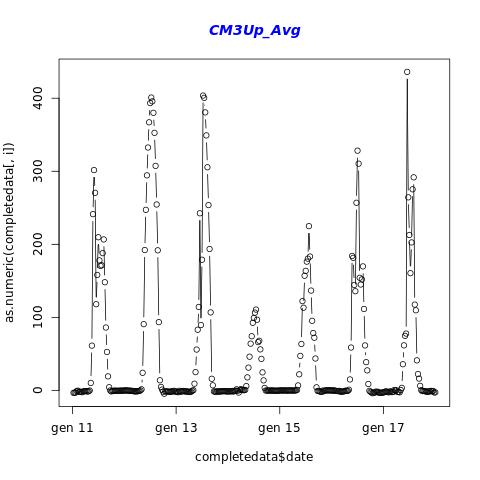 CM3Up_Avg
as.numeric(completedata[, i])
400
300
200
100
0
gen 11
gen 13
gen 15
gen 17
completedata$date